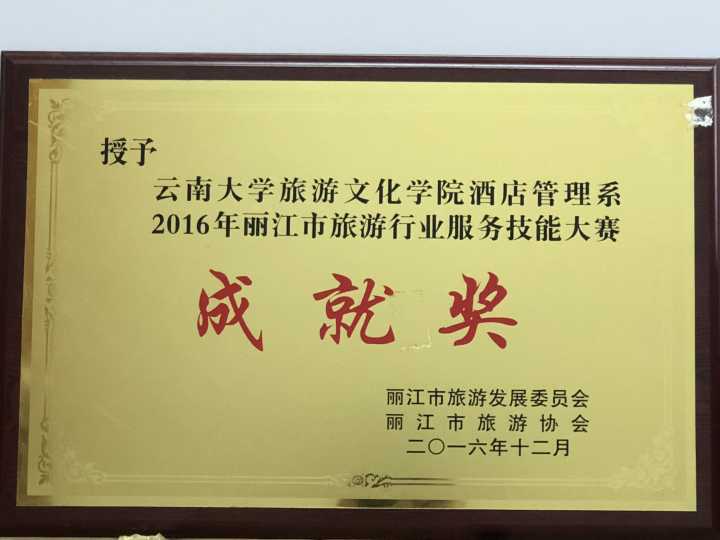 授予
云南大学旅游文化学院酒店管理系
2016年丽江市旅游行业服务技能大赛
成就奖
丽江市旅游发展委员会
丽江市旅游协会
二〇一六年十二月